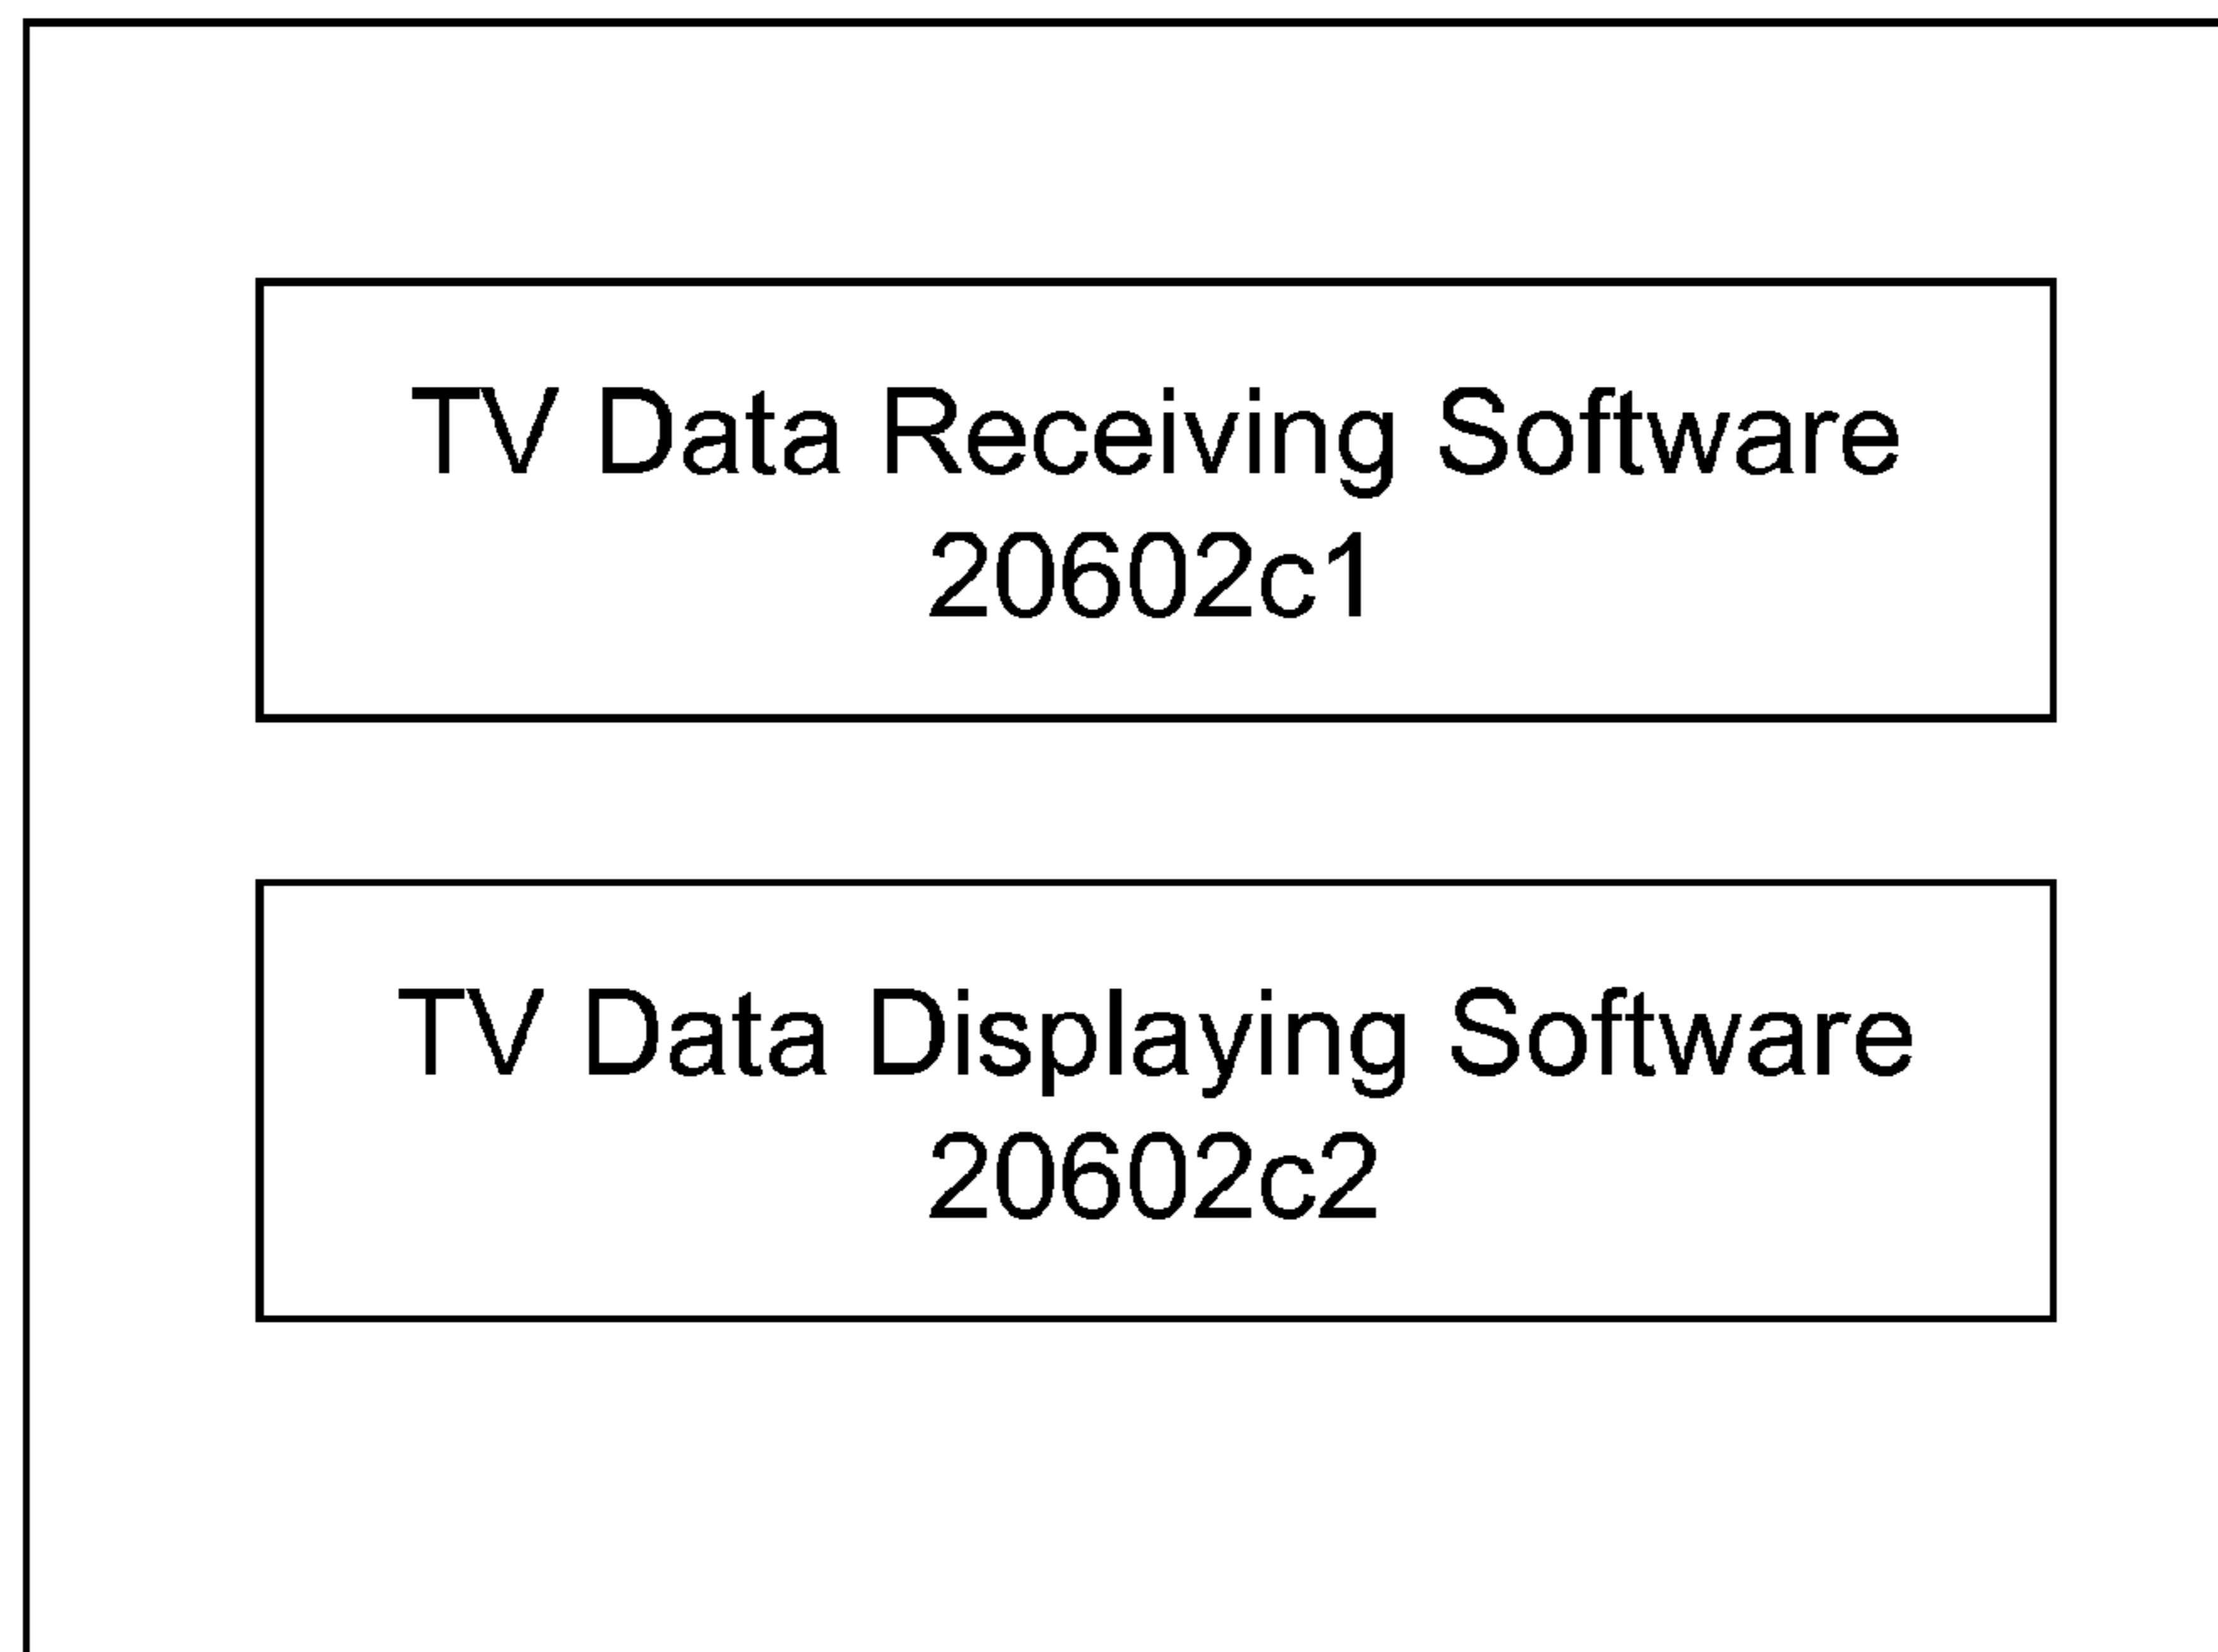 TV Data Receiving Software
20602c1
TV Data Displaying Software
20602c2